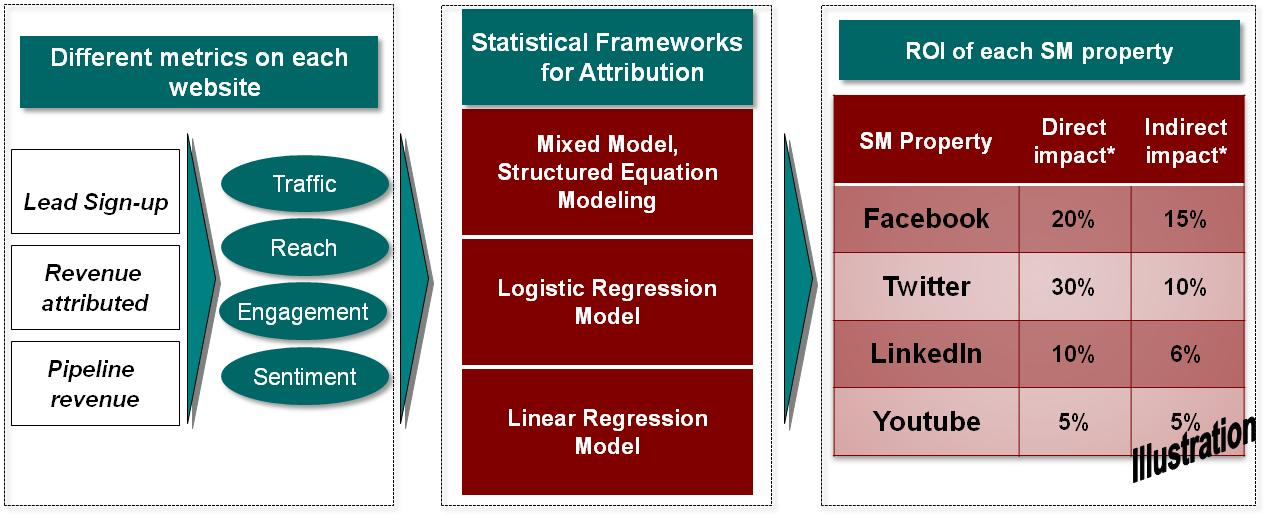 Different metrics on each
website
Lead Sign-up
Revenue
attributed
Pipeline
revenue
Traffic
Reach
Engagement
Sentiment
Statistical Frameworks
for Attribution
Mixed Model,
Structured Equation
Modeling
Logistic Regression
Model
Linear Regression
Model
ROI of each SM property
SM Property Direct impact* Indirect impact*
Facebook 20% 15%
Twitter 30% 10%
LinkedIn 10% 6%
Youtube 5% 5%
Illustration